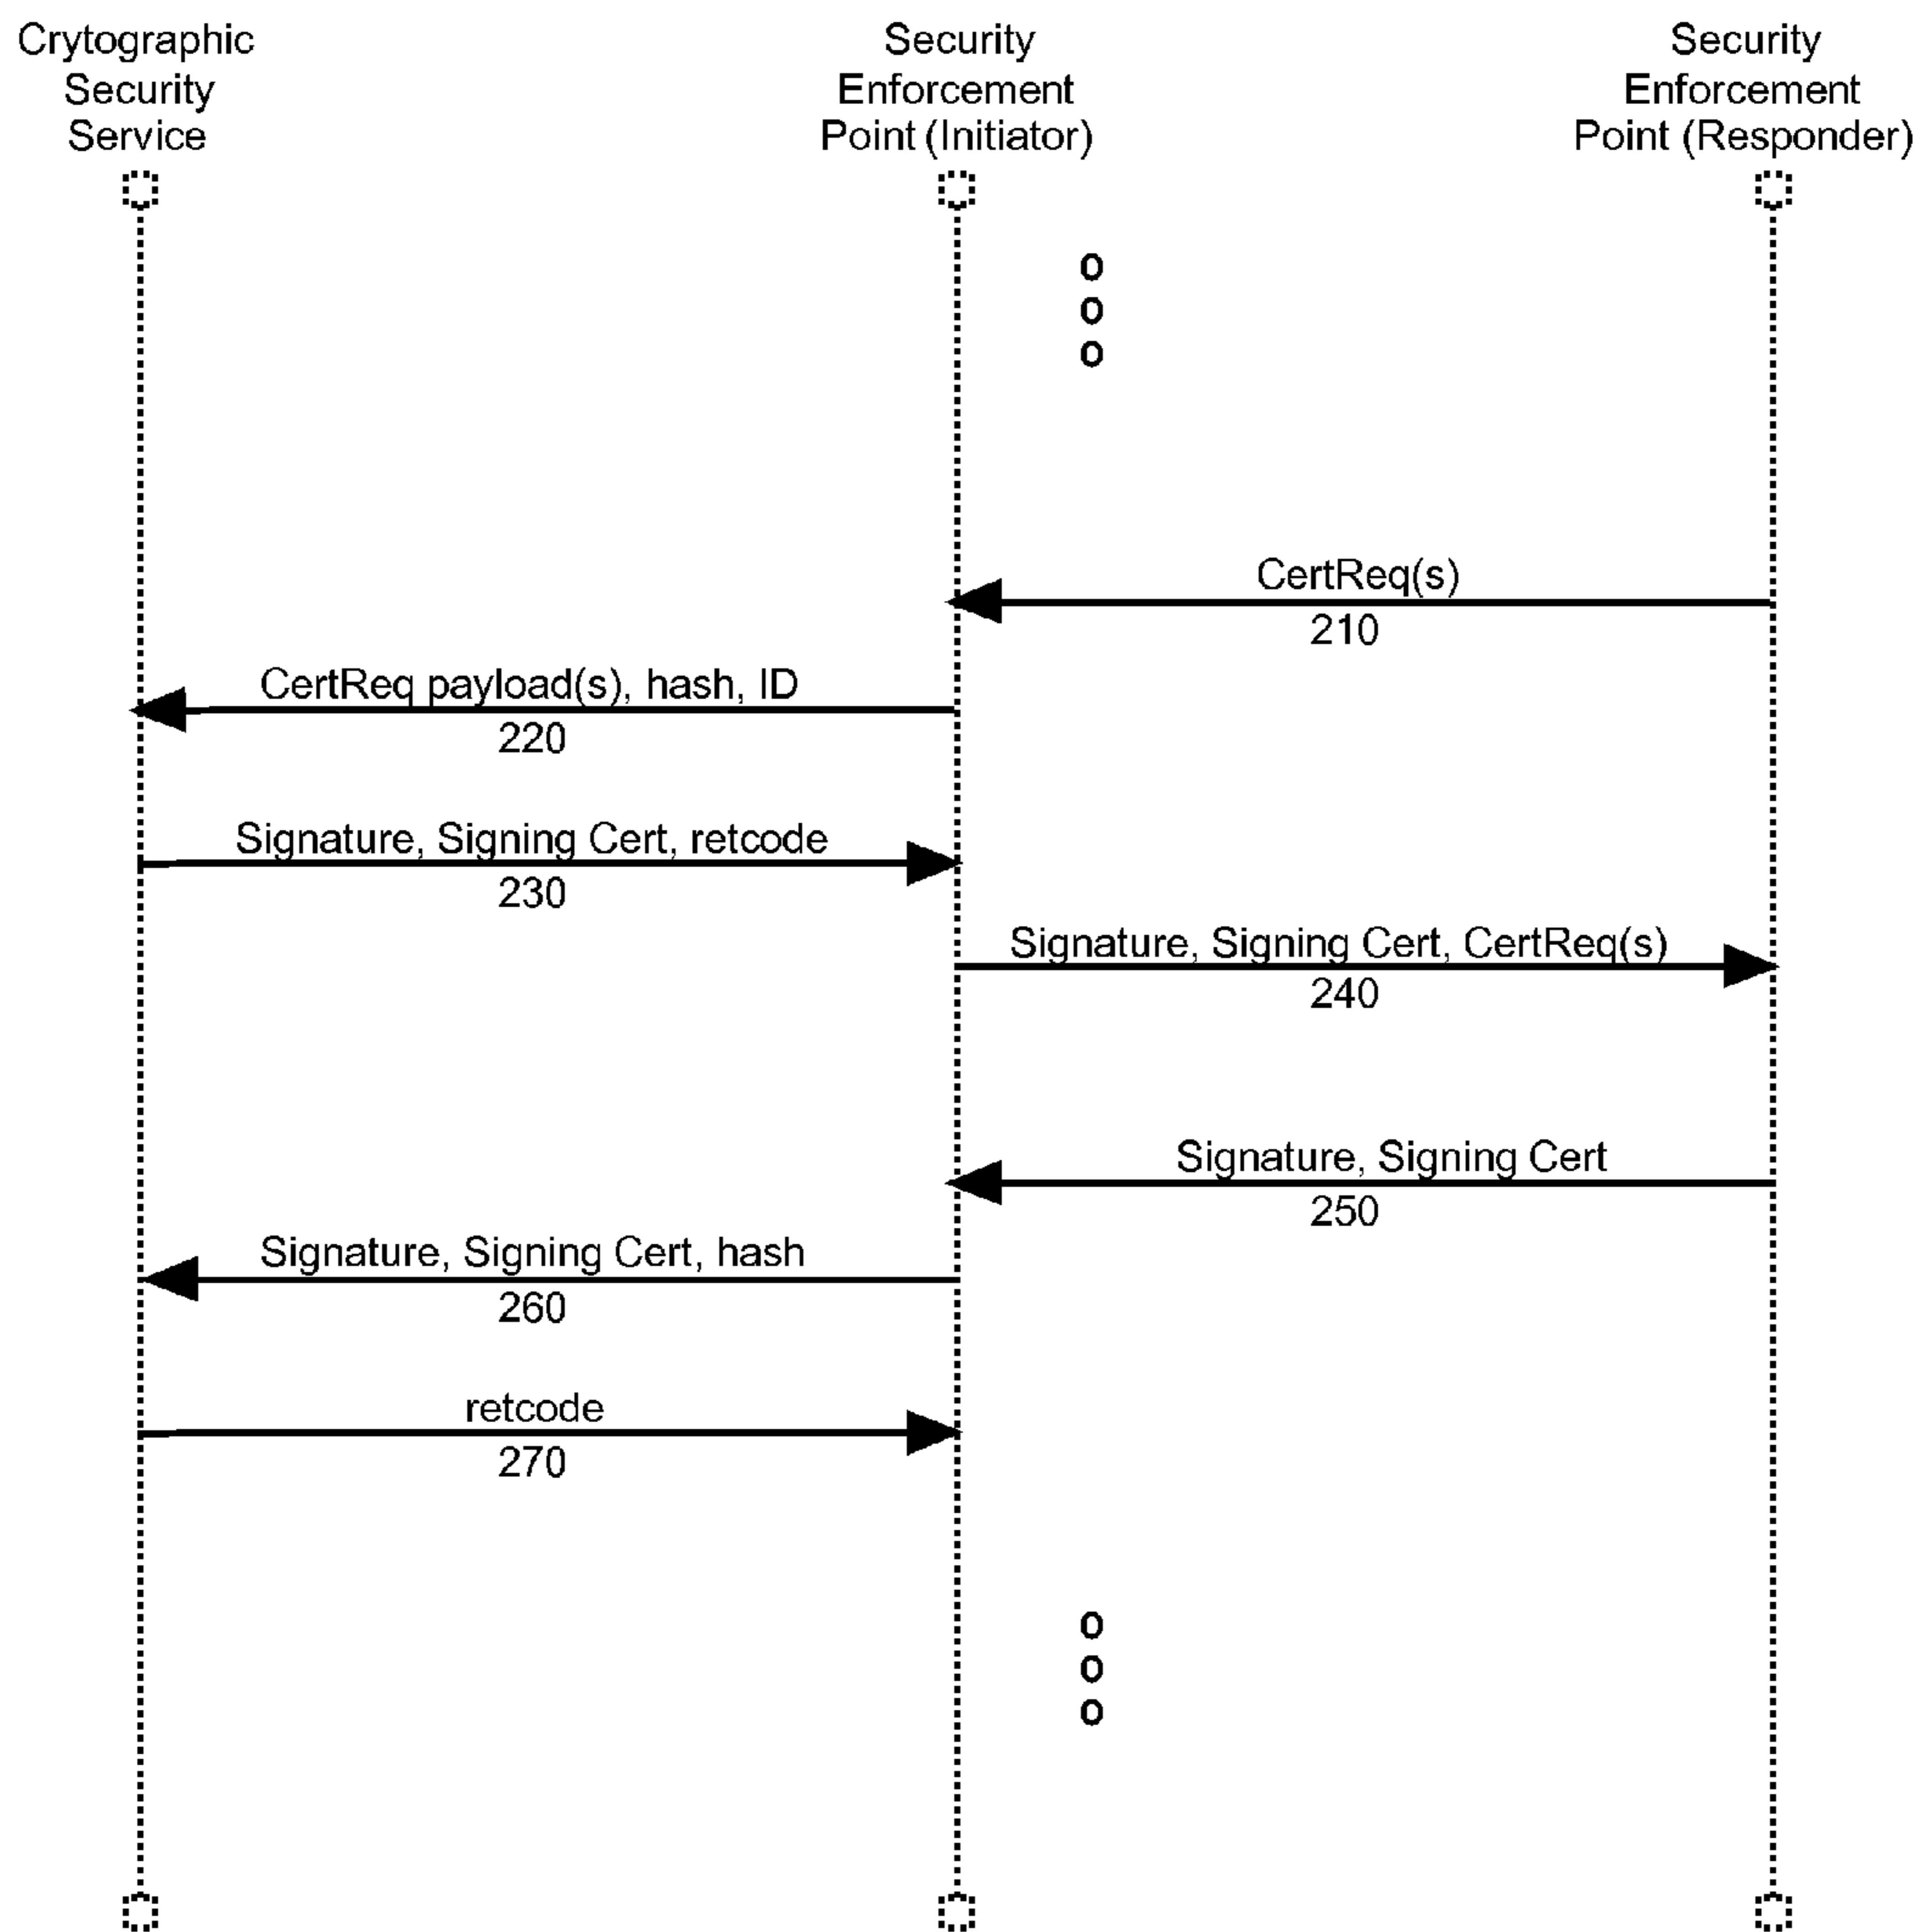 Crytographic
Security
Service
Security
Enforcement
Point (Initiator)
Security
Enforcement
Point (Responder)
o
o
o
CertReq(s)
210
CertReq payload(s), hash, ID
220
Signature, Signing Cert, retcode
230
Signature, Signing Cert, CertReq(s)
240
Signature, Signing Cert
250
Signature, Signing Cert, hash
260
retcode
270
o
o
o